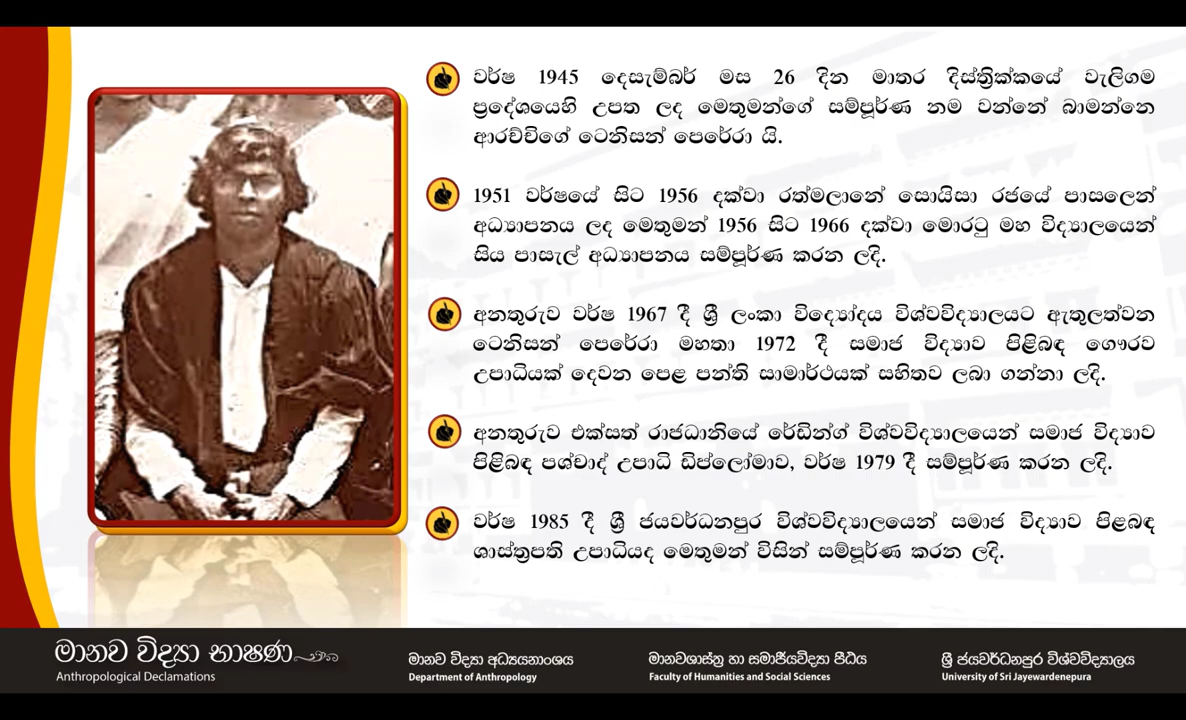 වර්ෂ 1945 දෙසැම්බර් මස 26 දින මාතර දිස්ත්‍රික්කයේ වැලිගම
ප්‍රදේශයෙහි උපත ලද මෙතුමන්ගේ සම්පූර්ණ නම වන්නේ බාමන්නෙ
ආරච්චිගේ ටෙනිසන් පෙරේරා යි.
1951 වර්ෂයේ සිට 1956 දක්වා රත්මලානේ සොයිසා රජයේ පාසලෙන්
අධ්‍යාපනය ලද මෙතුමන් 1956 සිට 1966 දක්වා මොරටු මහ විද්‍යාලයෙන්
සිය පාසැල් අධ්‍යාපනය සම්පූර්ණ කරන ලදි.
අනතුරුව වර්ෂ 1967 දී ශ්‍රී ලංකා විද්‍යෝදය විශ්වවිද්‍යාලයට ඇතුලත්වන
ටෙනිසන් පෙරේරා මහතා 1972 දී සමාජ විද්‍යාව පිළිබඳ ගෞරව
උපාධියක් දෙවන පෙළ පන්ති සාමාර්ථයක් සහිතව ලබා ගන්නා ලදි.
අනතුරුව එක්සත් රාජධානියේ රේඩින්ග් විශ්වවිද්‍යාලයෙන් සමාජ විද්‍යාව
පිළිබඳ පශ්චාද් උපාධි ඩිප්ලෝමාව, වර්ෂ 1979 දී සම්පූර්ණ කරන ලදි.
වර්ෂ 1985 දී ශ්‍රී ජයවර්ධනපුර විශ්වවිද්‍යාලයෙන් සමාජ විද්‍යාව පිළබඳ
ශාස්ත්‍රපති උපාධියද මෙතුමන් විසින් සම්පූර්ණ කරන ලදි.
මානව විද්‍යා භාෂණ
Anthropological Declamations
මානව විද්‍යා අධ්‍යයනාංශය
Department of Anthropology
මානවශාස්ත්‍ර හා සමාජීයවිද්‍යා පීඨය
Faculty of Humanities and Social Sciences
ශ්‍රී ජයවර්ධනපුර විශ්වවිද්‍යාලය
University of Sri Jayewardenepura